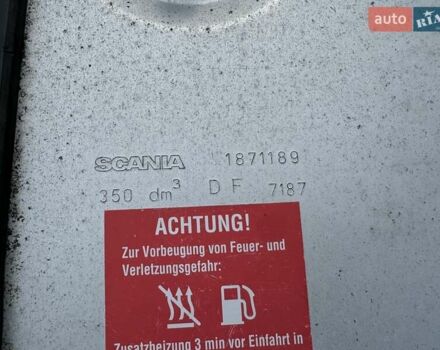 auto RIA
SCANIA 1871189
350 dm³ D F 7187
ACHTUNG!
Zur Vorbeugung von Feuer- und
Verletzungsgefahr:
Zusatzheizung 3 min vor Einfahrt in